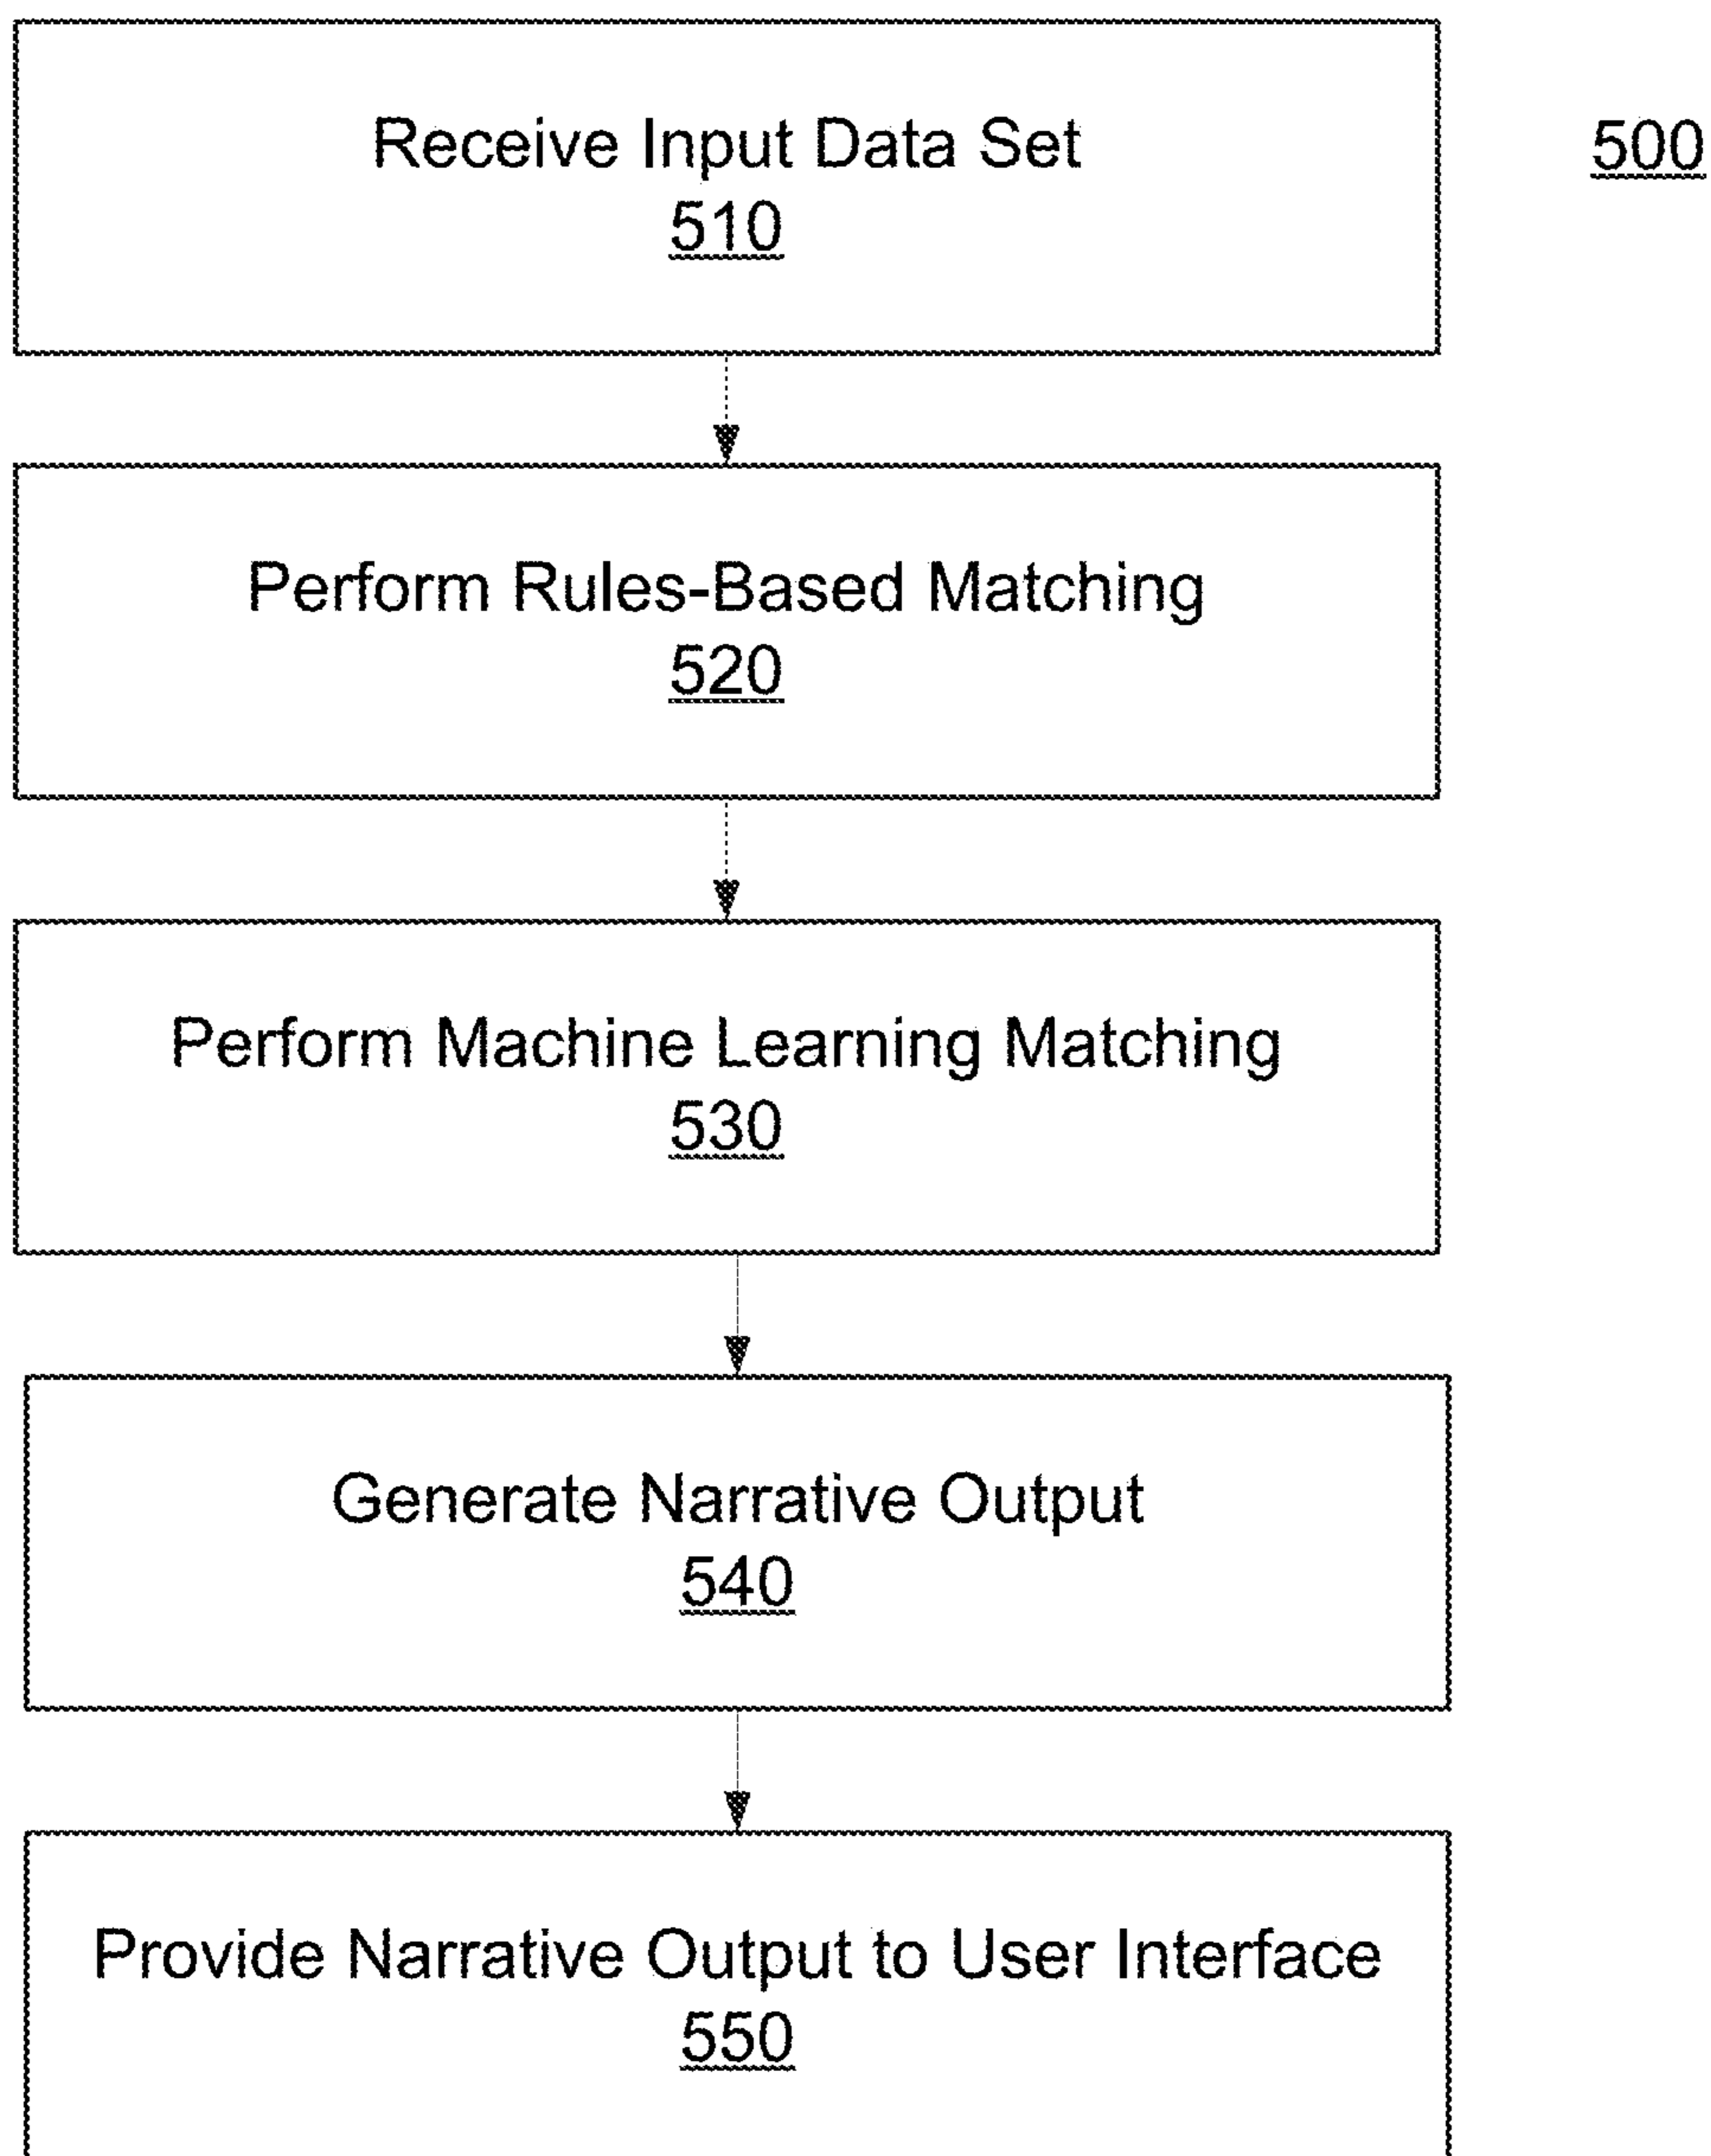 Receive Input Data Set
510
500
Perform Rules-Based Matching
520
Perform Machine Learning Matching
530
Generate Narrative Output
540
Provide Narrative Output to User Interface
550